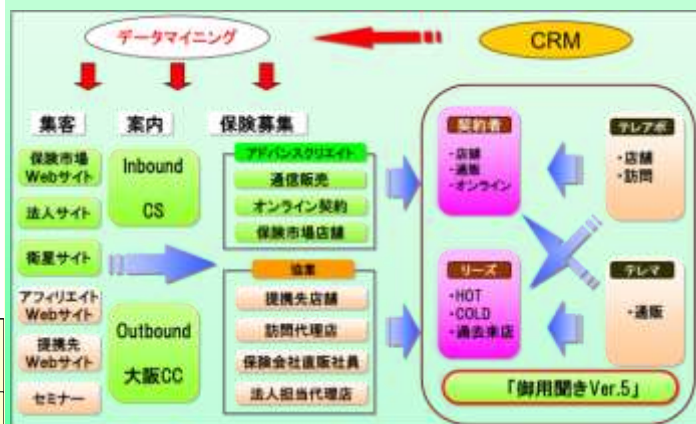 データマイニング
CRM
集客
案内
保険募集
保険市場
Webサイト
法人サイト
衛星サイト
アフィリエイト
Webサイト
提携先
Webサイト
セミナー
Inbound
CS
Outbound
大阪CC
アドバンスクリエイト
通信販売
オンライン契約
保険市場店舗
協業
提携先店舗
訪問代理店
保険会社直販社員
法人担当代理店
契約者
・店舗
・通販
・オンライン
リーズ
・HOT
・COLD
・過去来店
テレアポ
・店舗
・訪問
テレマ
・通販
「御用聞きVer.5」